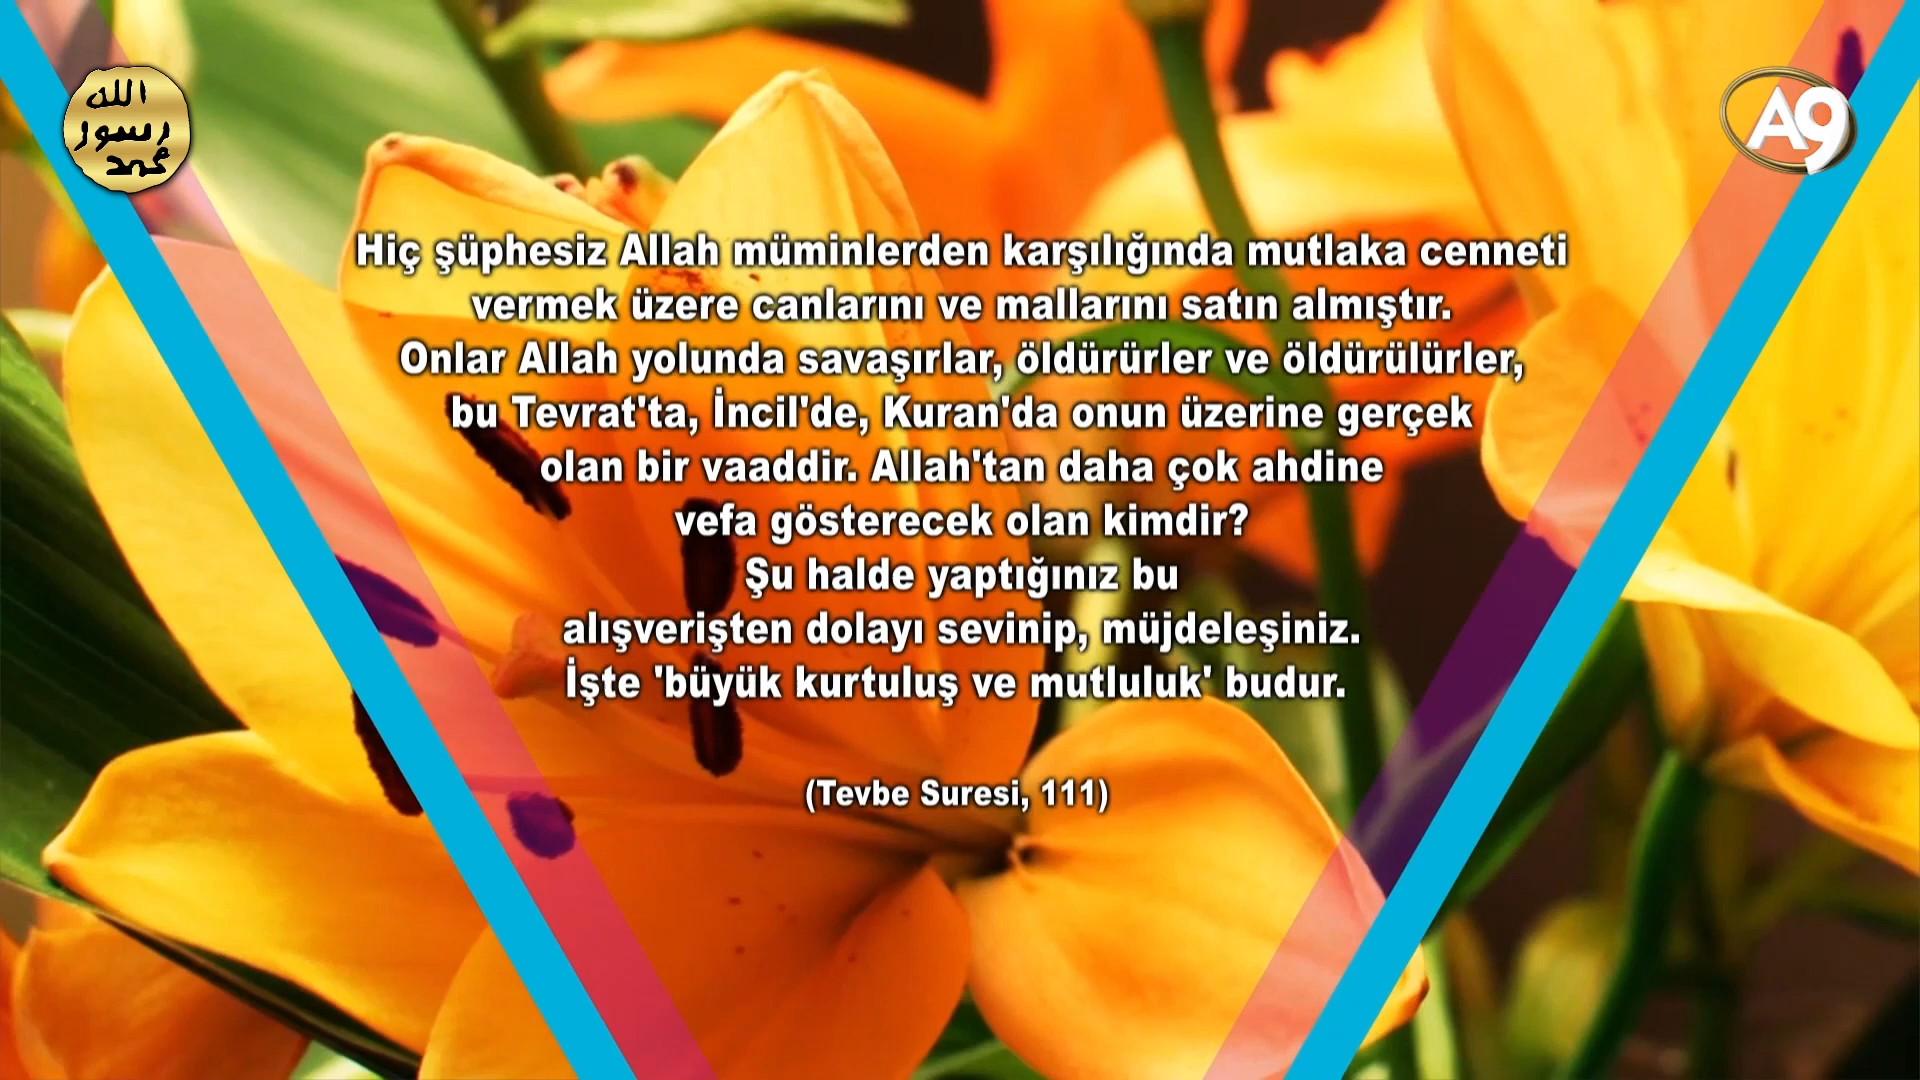 الله
رسول
محمد
A9
Hiç şüphesiz Allah müminlerden karşılığında mutlaka cenneti
vermek üzere canlarını ve mallarını satın almıştır.
Onlar Allah yolunda savaşırlar, öldürürler ve öldürülürler,
bu Tevrat'ta, İncil'de, Kuran'da onun üzerine gerçek
olan bir vaaddir. Allah'tan daha çok ahdine
vefa gösterecek olan kimdir?
Şu halde yaptığınız bu
alışverişten dolayı sevinip, müjdeleşiniz.
İşte 'büyük kurtuluş ve mutluluk' budur.
(Tevbe Suresi, 111)